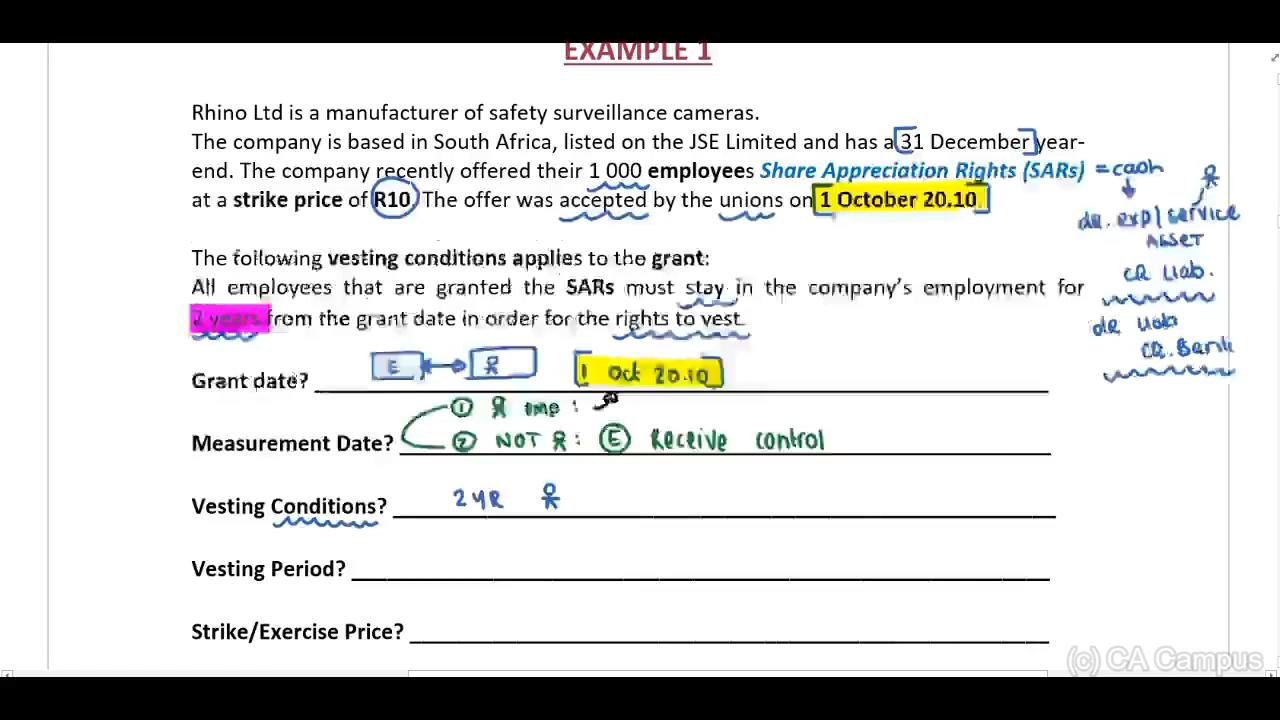 EXAMPLE 1
Rhino Ltd is a manufacturer of safety surveillance cameras.
The company is based in South Africa, listed on the JSE Limited and has a 31 December year-
end. The company recently offered their 1 000 employees Share Appreciation Rights (SARs) = cash
at a strike price of R10. The offer was accepted by the unions on 1 October 20.10
DR. exp/service
ASSET
CR Liab.
The following vesting conditions applies to the grant:
All employees that are granted the SARs must stay in the company's employment for
2 years from the grant date in order for the rights to vest.
DR Liab
CR. Bank
Grant date? E 1 Oct 20.10
1 emp :
Measurement Date? 2 NOT : E Receive control
Vesting Conditions? 2 YR
Vesting Period?
Strike/Exercise Price?
(c) CA Campus